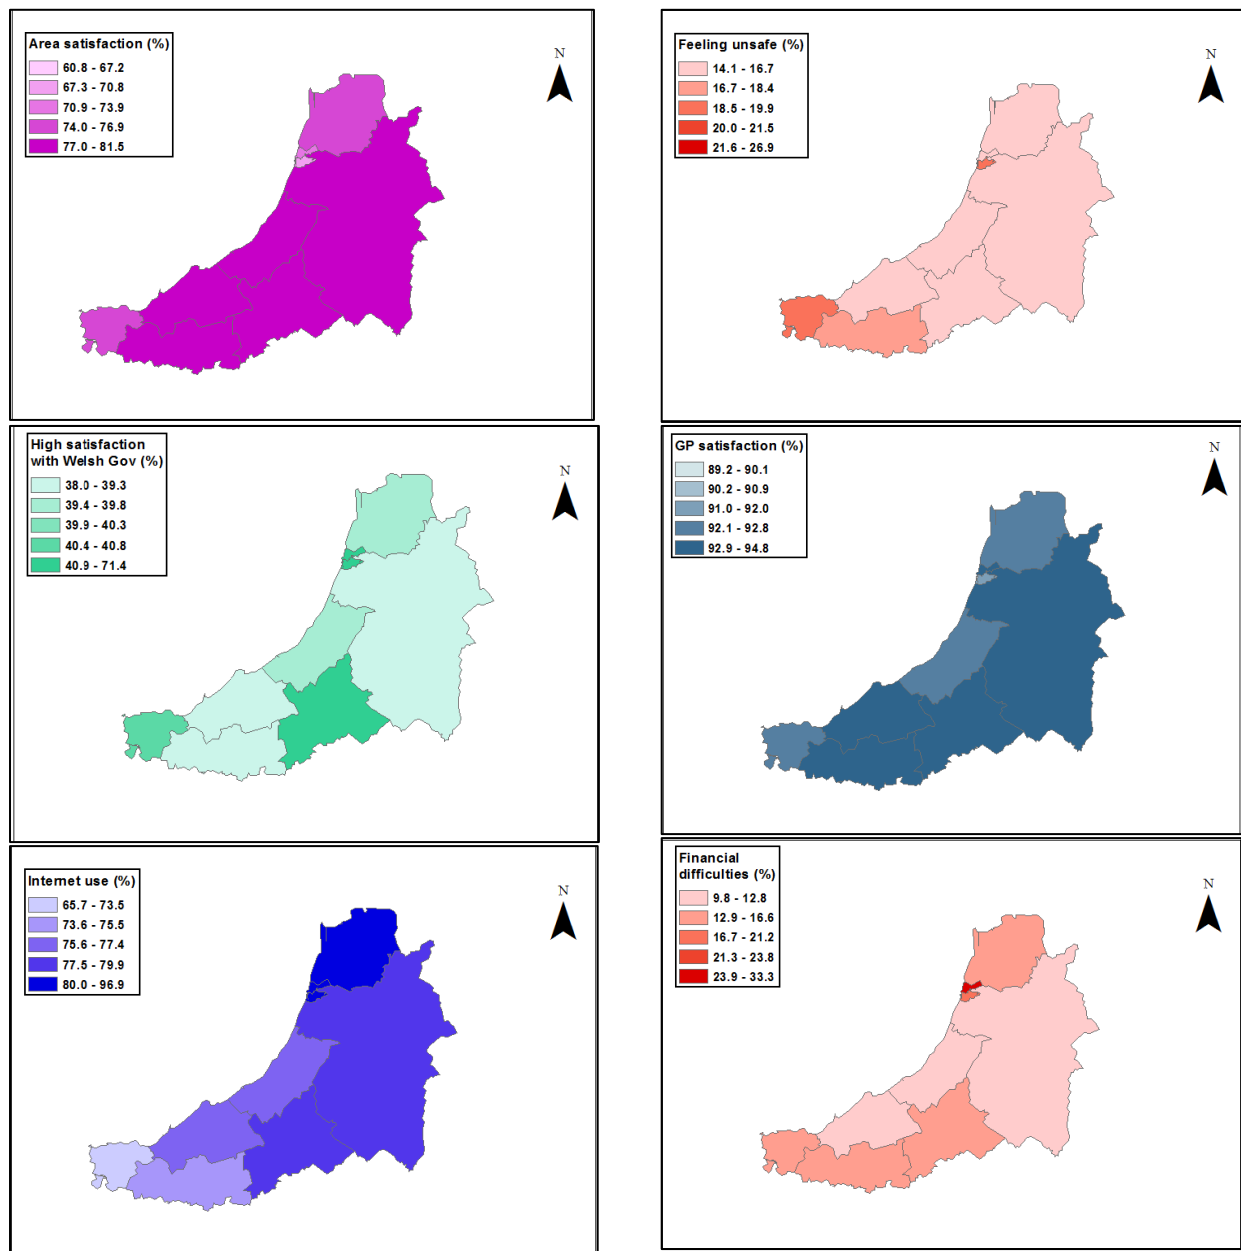 Area satisfaction (%)
60.8 - 67.2
67.3 - 70.8
70.9 - 73.9
74.0 - 76.9
77.0 - 81.5
N
Feeling unsafe (%)
14.1 - 16.7
16.7 - 18.4
18.5 - 19.9
20.0 - 21.5
21.6 - 26.9
N
High satisfaction
with Welsh Gov (%)
38.0 - 39.3
39.4 - 39.8
39.9 - 40.3
40.4 - 40.8
40.9 - 71.4
N
GP satisfaction (%)
89.2 - 90.1
90.2 - 90.9
91.0 - 92.0
92.1 - 92.8
92.9 - 94.8
N
Internet use (%)
65.7 - 73.5
73.6 - 75.5
75.6 - 77.4
77.5 - 79.9
80.0 - 96.9
N
Financial
difficulties (%)
9.8 - 12.8
12.9 - 16.6
16.7 - 21.2
21.3 - 23.8
23.9 - 33.3
N